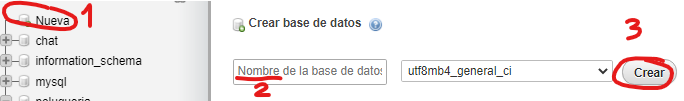 Nueva 1
chat
information_schema
mysql
peluqueria
Crear base de datos
3
Nombre de la base de datos
utf8mb4_general_ci
Crear
2